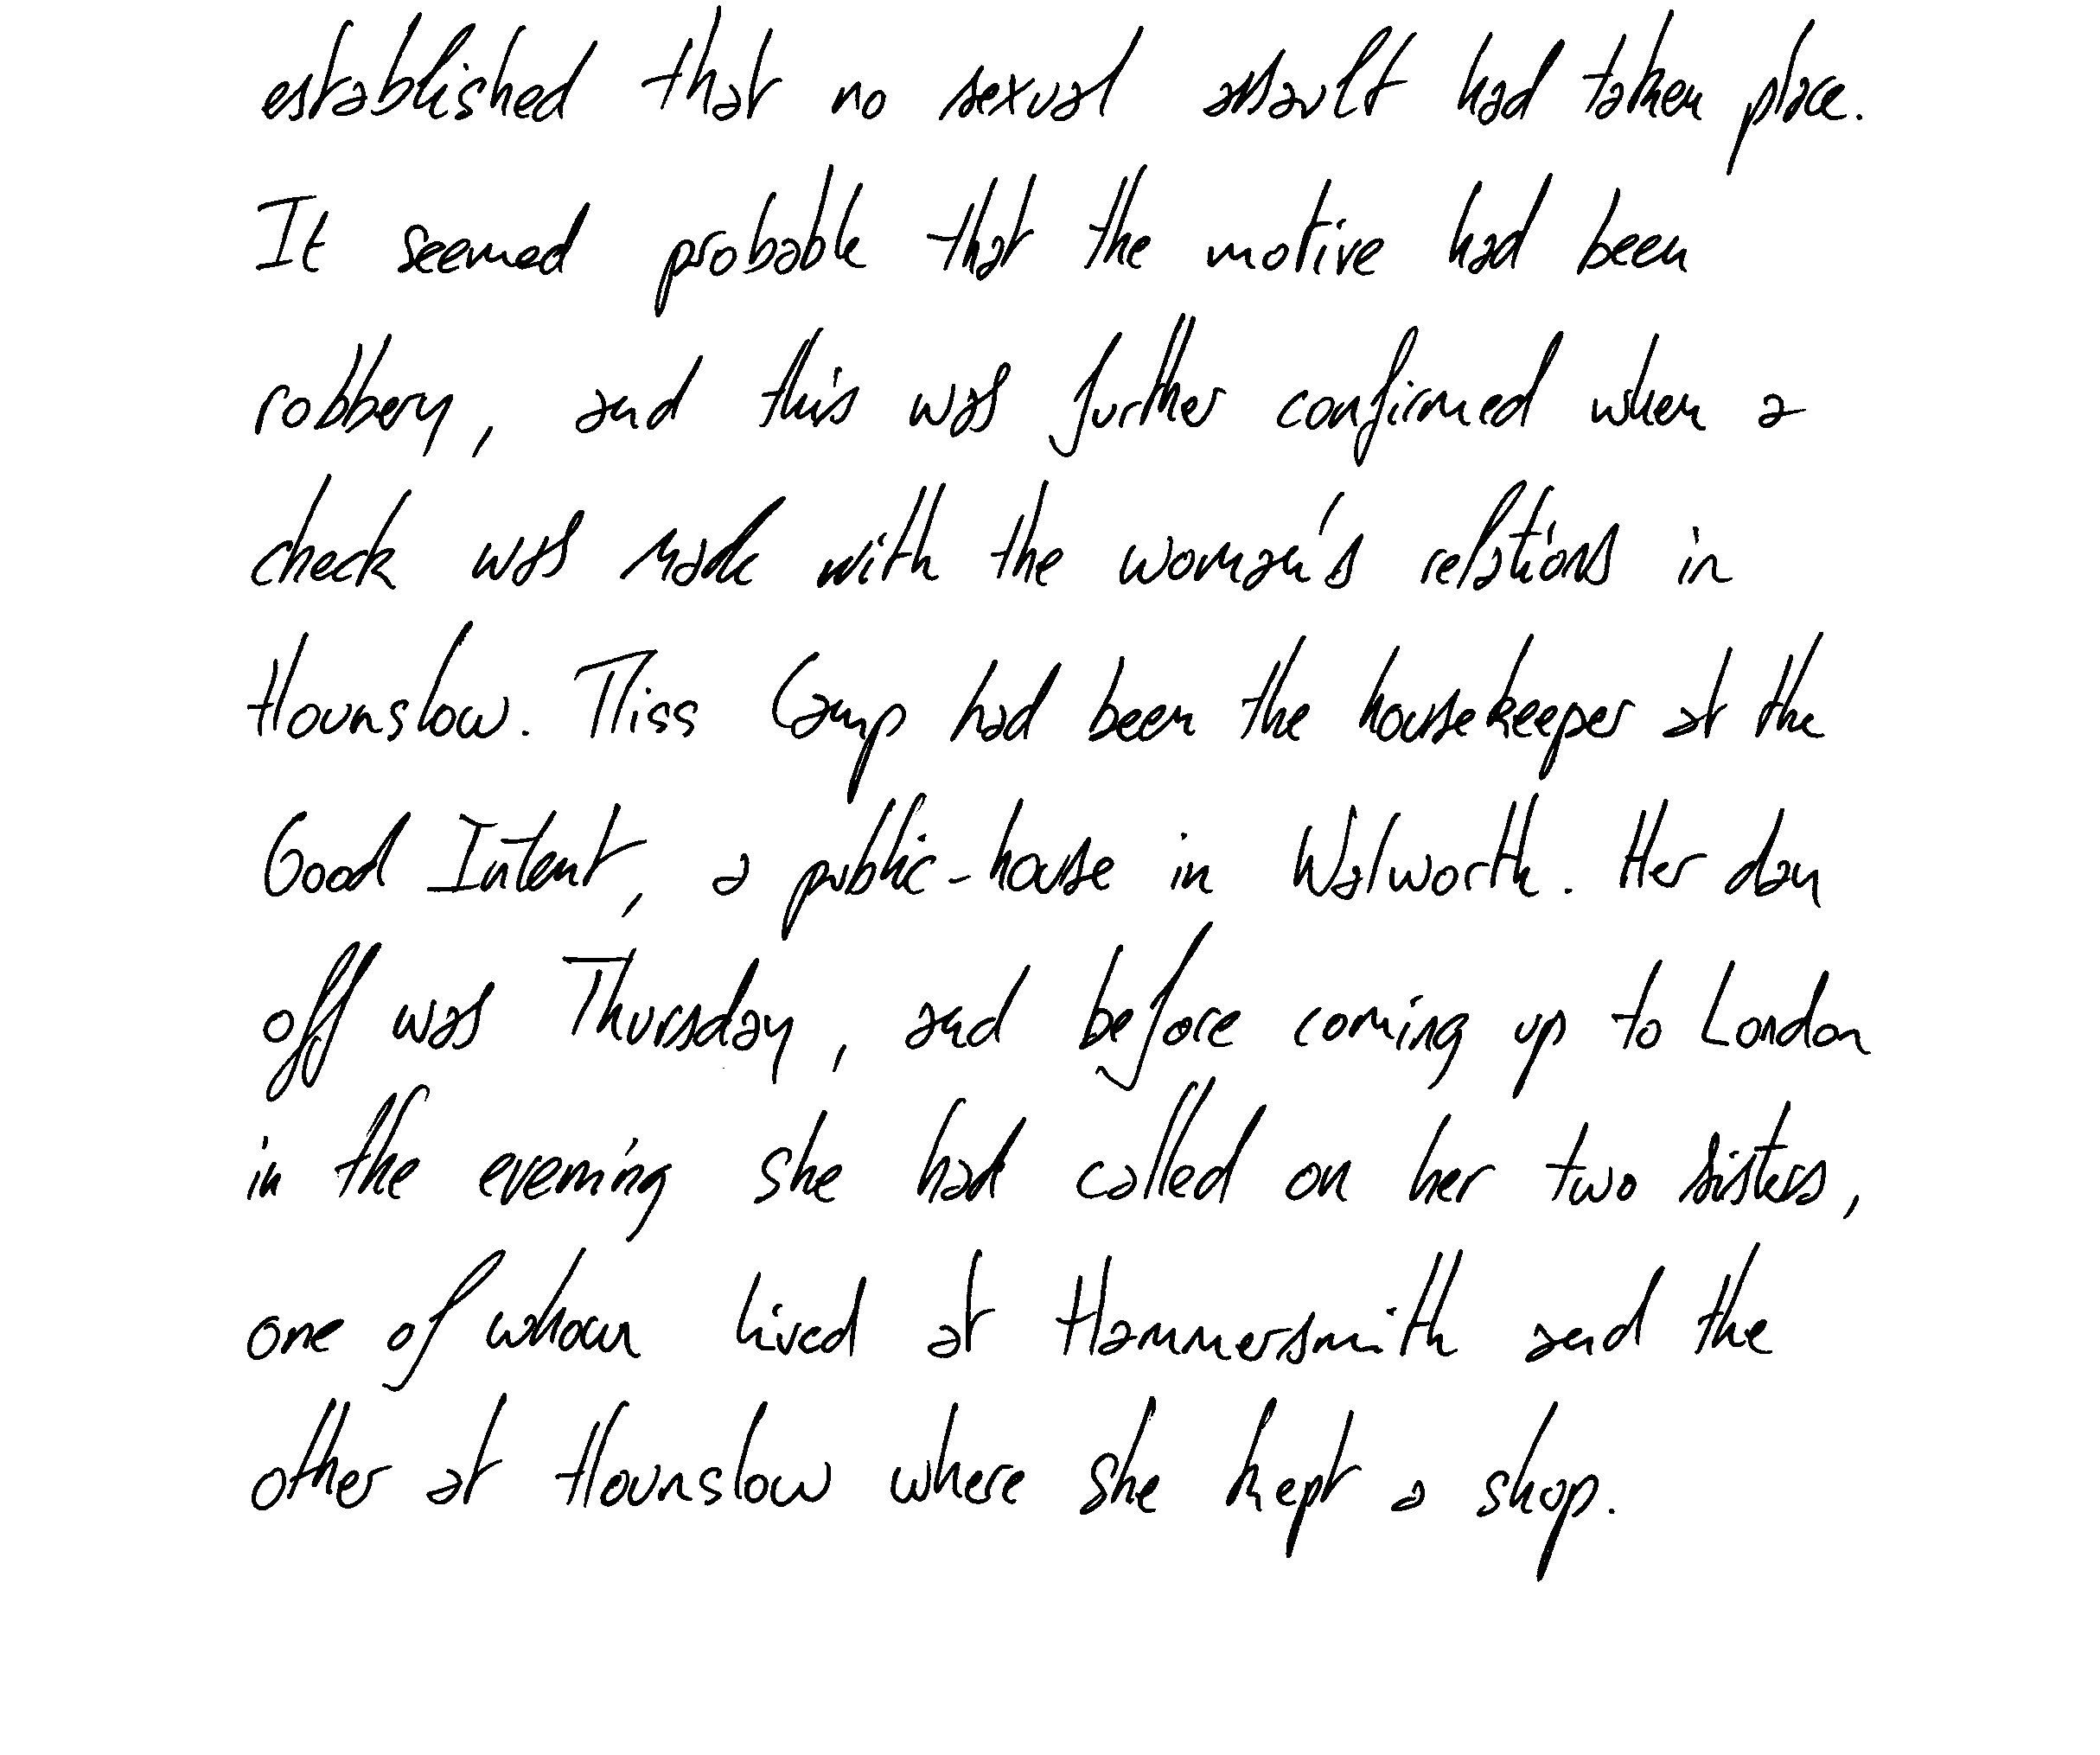 established that no sexual assault had taken place.
It seemed probable that the motive had been
robbery, and this was further confirmed when a
check was made with the woman's relations in
Hounslow. Miss Camp had been the housekeeper at the
Good Intent, a public-house in Walworth. Her day
off was Thursday, and before coming up to London
in the evening she had called on her two sisters,
one of whom lived at Hammersmith and the
other at Hounslow where she kept a shop.